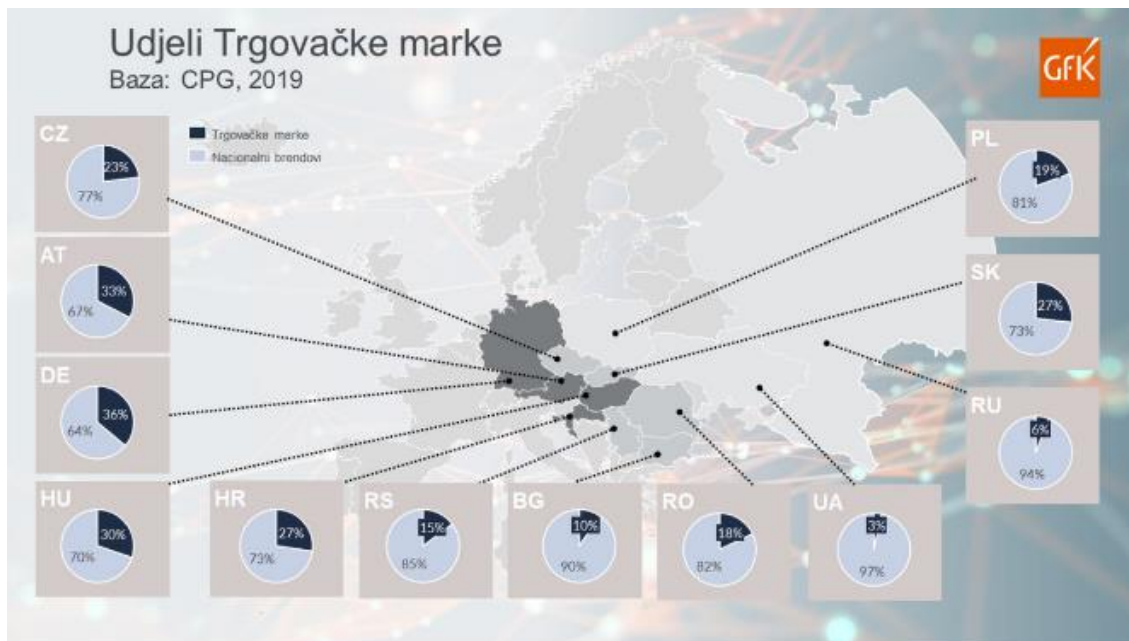 Udjeli Trgovačke marke
Baza: CPG, 2019
GfK
Trgovačke marke
Nacionalni brendovi
CZ
23%
77%
AT
33%
67%
DE
36%
64%
HU
30%
70%
HR
27%
73%
RS
15%
85%
BG
10%
90%
RO
18%
82%
UA
3%
97%
PL
19%
81%
SK
27%
73%
RU
6%
94%